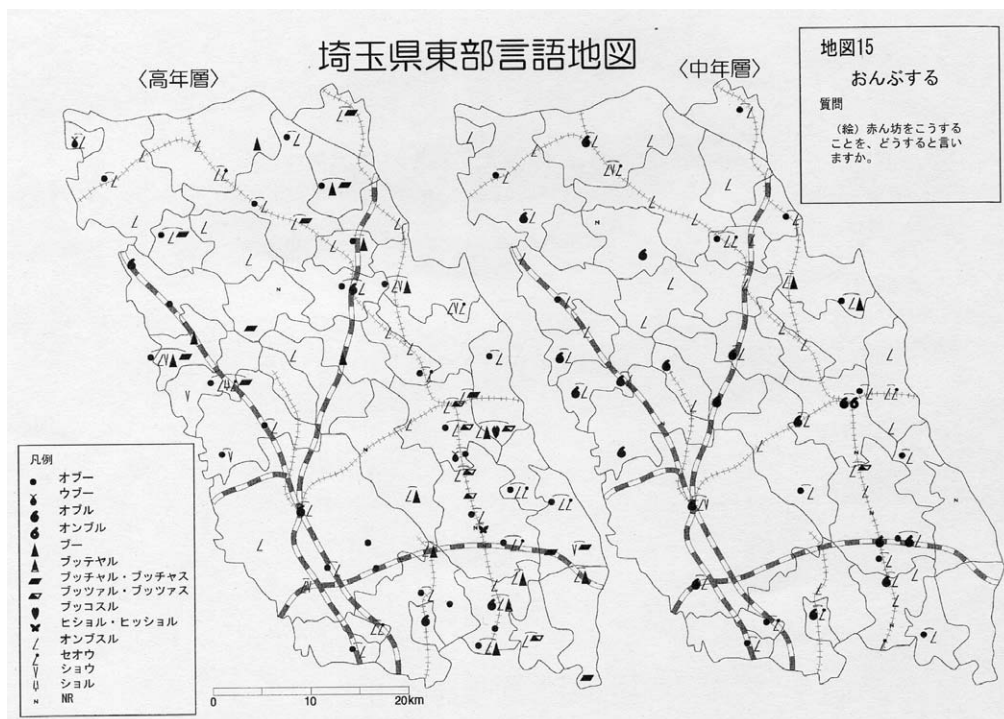 埼玉県東部言語地図
〈高年層〉
〈中年層〉
地図15
おんぶする
質問
(絵)赤ん坊をこうする
ことを、どうすると言い
ますか。
凡例
オブー
ウブー
オブル
オンブル
ブー
ブッテヤル
ブッチャル・ブッチャス
ブッツァル・ブッツァス
ブッコスル
ヒショル・ヒッショル
オンブスル
セオウ
ショウ
ショル
NR
0 10 20km